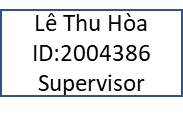 Lê Thu Hòa
ID:2004386
Supervisor